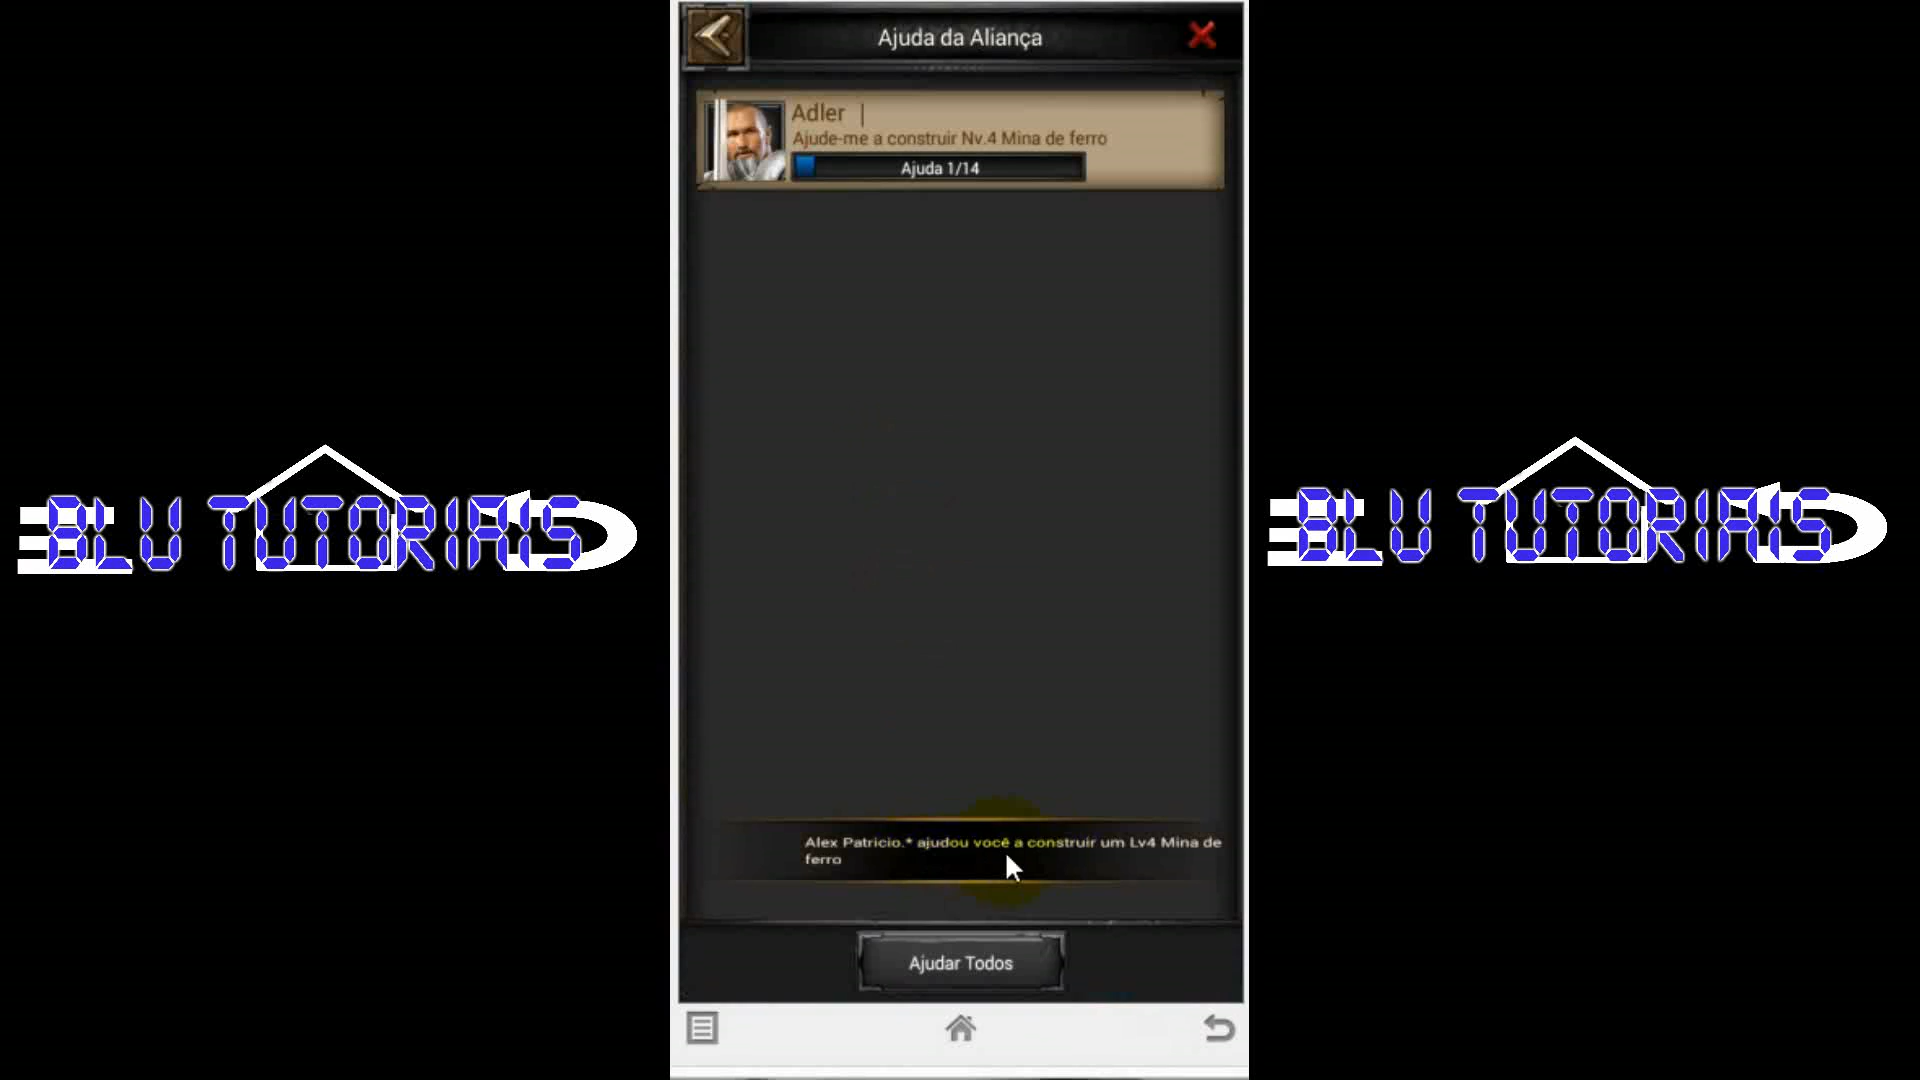 Ajuda da Aliança
Adler |
Ajude-me a construir Nv.4 Mina de ferro
Ajuda 1/14
BLU TUTORIAIS
BLU TUTORIAIS
Alex Patricio.* ajudou você a construir um Lv4 Mina de
ferro
Ajudar Todos